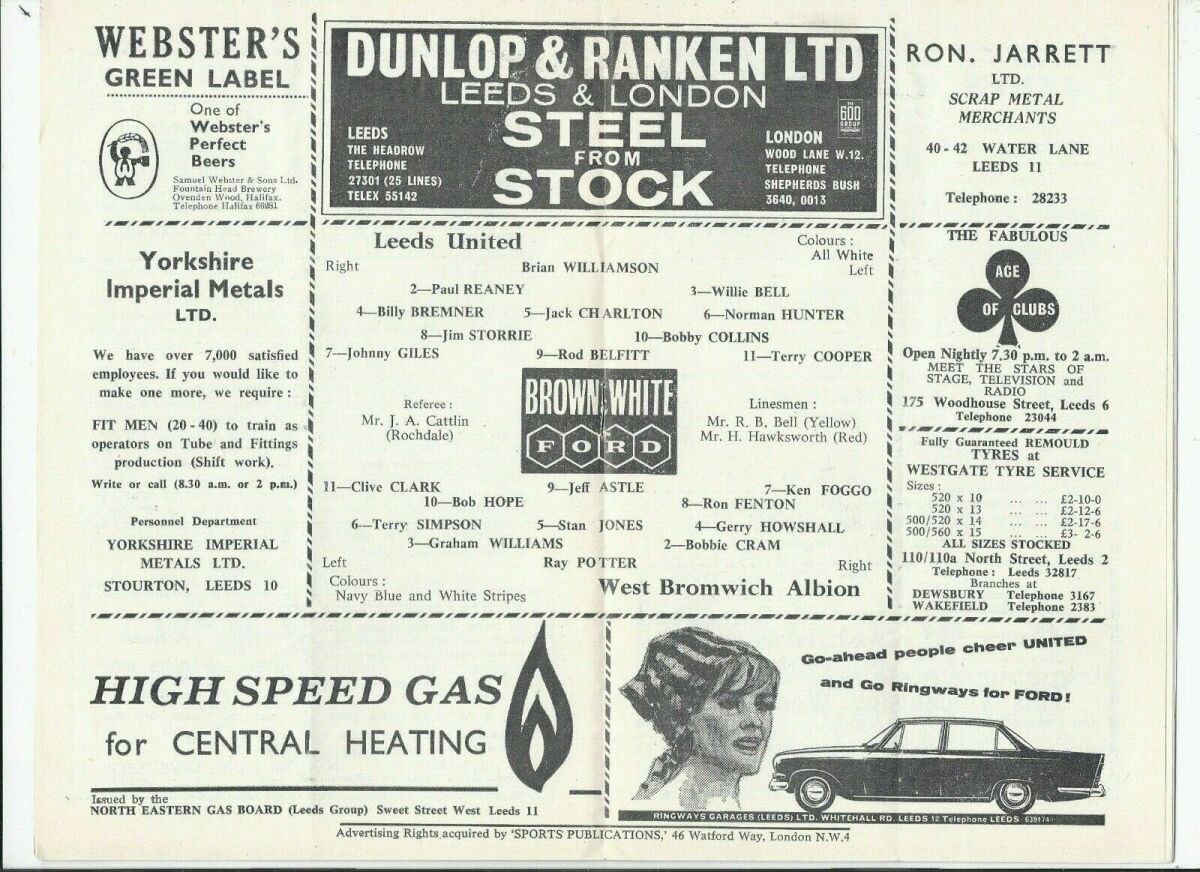 WEBSTER'S
GREEN LABEL
One of
Webster's
Perfect
Beers
Samuel Webster & Sons Ltd.
Fountain Head Brewery
Ovenden Wood, Halifax.
Telephone Halifax 66281
DUNLOP & RANKEN LTD
LEEDS & LONDON
STEEL
FROM
STOCK
LEEDS
THE HEADROW
TELEPHONE
27301 (25 LINES)
TELEX 55142
THE
600
GROUP
LONDON
WOOD LANE W.12.
TELEPHONE
SHEPHERDS BUSH
3640, 0013
RON. JARRETT
LTD.
SCRAP METAL
MERCHANTS
40 - 42 WATER LANE
LEEDS 11
Telephone : 28233
Yorkshire
Imperial Metals
LTD.
We have over 7,000 satisfied
employees. If you would like to
make one more, we require :
FIT MEN (20 - 40) to train as
operators on Tube and Fittings
production (Shift work).
Write or call (8.30 a.m. or 2 p.m.)
Personnel Department
YORKSHIRE IMPERIAL
METALS LTD.
STOURTON, LEEDS 10
Leeds United
Colours :
All White
Right Brian WILLIAMSON Left
2—Paul REANEY 3—Willie BELL
4—Billy BREMNER 5—Jack CHARLTON 6—Norman HUNTER
8—Jim STORRIE 10—Bobby COLLINS
7—Johnny GILES 9—Rod BELFITT 11—Terry COOPER
Referee :
Mr. J. A. Cattlin
(Rochdale)
BROWN WHITE
FORD
Linesmen :
Mr. R. B. Bell (Yellow)
Mr. H. Hawksworth (Red)
11—Clive CLARK 9—Jeff ASTLE 7—Ken FOGGO
10—Bob HOPE 8—Ron FENTON
6—Terry SIMPSON 5—Stan JONES 4—Gerry HOWSHALL
3—Graham WILLIAMS 2—Bobbie CRAM
Left Ray POTTER Right
Colours :
Navy Blue and White Stripes
West Bromwich Albion
THE FABULOUS
ACE
OF CLUBS
Open Nightly 7.30 p.m. to 2 a.m.
MEET THE STARS OF
STAGE, TELEVISION and
RADIO
175 Woodhouse Street, Leeds 6
Telephone 23044
Fully Guaranteed REMOULD
TYRES at
WESTGATE TYRE SERVICE
Sizes :
520 x 10 ... ... £2-10-0
520 x 13 ... ... £2-12-6
500/520 x 14 ... ... £2-17-6
500/560 x 15 ... ... £3- 2-6
ALL SIZES STOCKED
110/110a North Street, Leeds 2
Telephone : Leeds 32817
Branches at
DEWSBURY Telephone 3167
WAKEFIELD Telephone 2383
HIGH SPEED GAS
for CENTRAL HEATING
Issued by the
NORTH EASTERN GAS BOARD (Leeds Group) Sweet Street West Leeds 11
Go-ahead people cheer UNITED
and Go Ringways for FORD!
RINGWAYS GARAGES (LEEDS) LTD. WHITEHALL RD. LEEDS 12 Telephone LEEDS 639174
Advertising Rights acquired by 'SPORTS PUBLICATIONS,' 46 Watford Way, London N.W.4